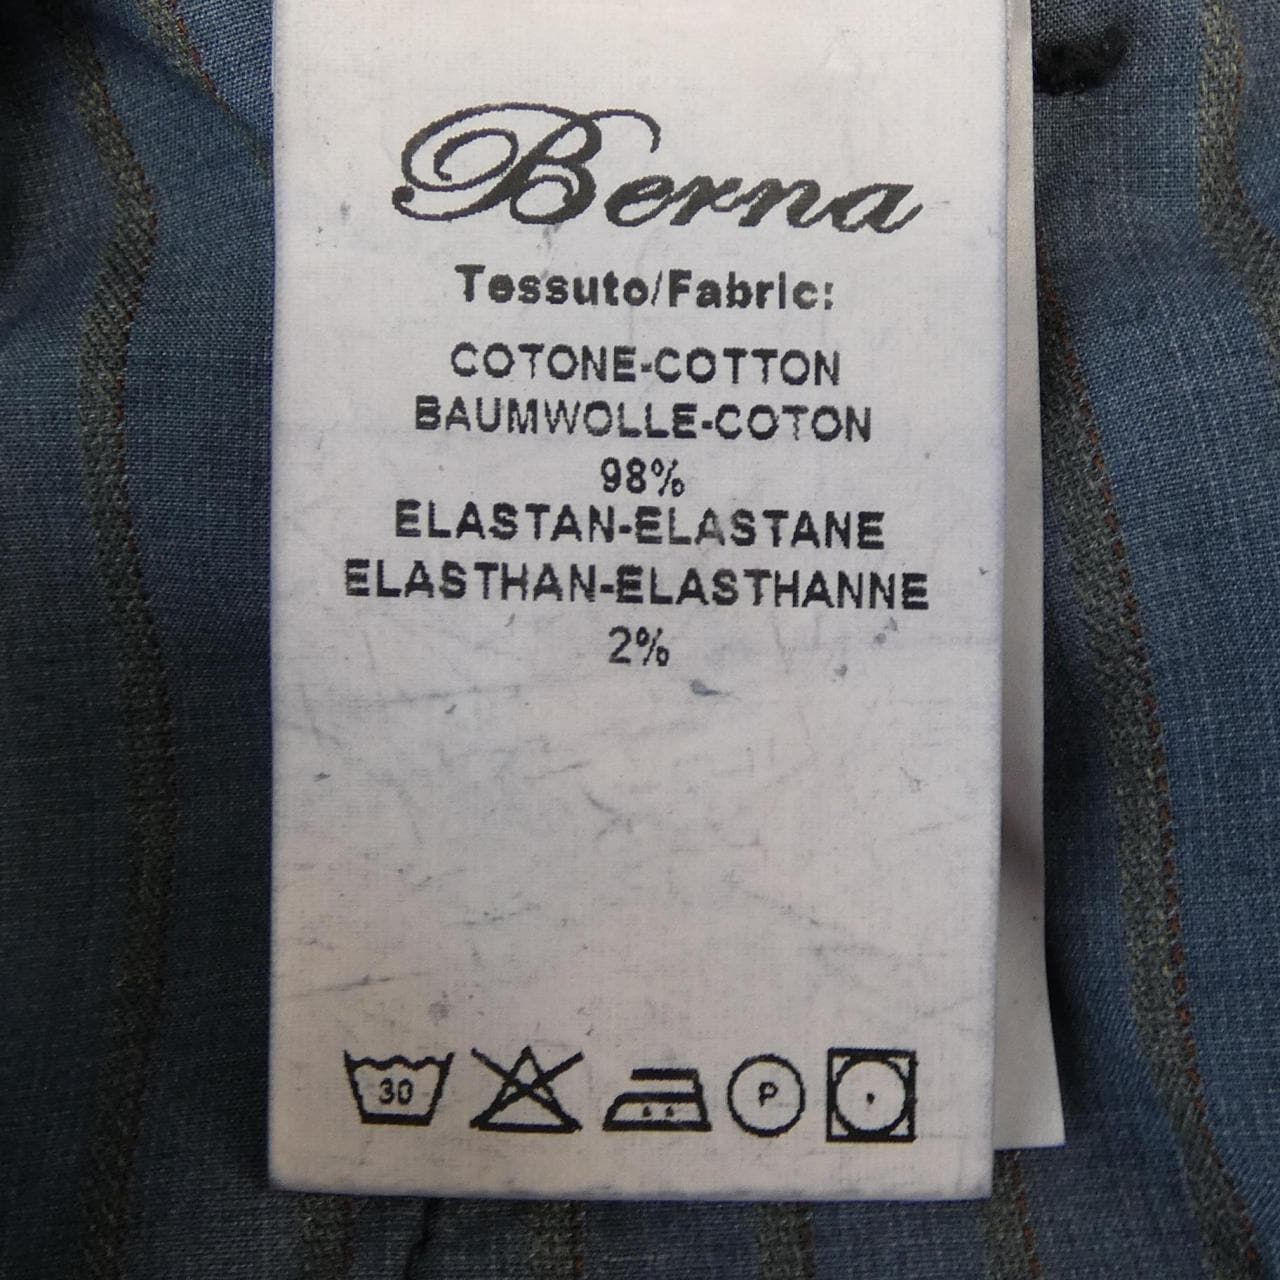 Berna
Tessuto/Fabric:
COTONE-COTTON
BAUMWOLLE-COTON
98%
ELASTAN-ELASTANE
ELASTHAN-ELASTHANNE
2%
30 P